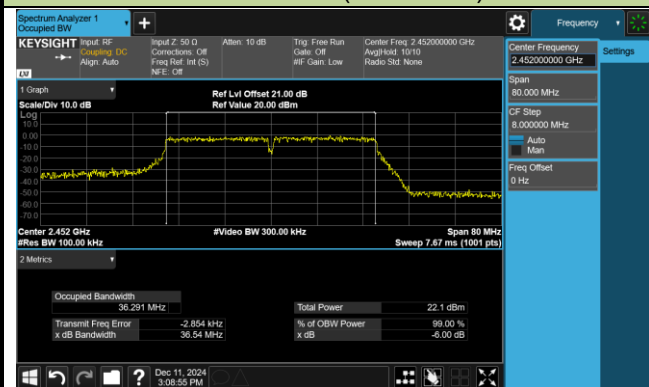 Spectrum Analyzer 1
Occupied BW
+
Frequency
KEYSIGHT
Input: RF
Coupling: DC
Align: Auto
Input Z: 50 Ω
Corrections: Off
Freq Ref: Int (S)
NFE: Off
Atten: 10 dB
Trig: Free Run
Gate: Off
#IF Gain: Low
Center Freq: 2.452000000 GHz
Avg|Hold: 10/10
Radio Std: None
LXI
Center Frequency
2.452000000 GHz
Settings
Span
80.000 MHz
CF Step
8.000000 MHz
Auto
Man
Freq Offset
0 Hz
1 Graph
Scale/Div 10.0 dB
Ref Lvl Offset 21.00 dB
Ref Value 20.00 dBm
Log
10.0
0.00
-10.0
-20.0
-30.0
-40.0
-50.0
-60.0
-70.0
Center 2.452 GHz
#Video BW 300.00 kHz
Span 80 MHz
#Res BW 100.00 kHz
Sweep 7.67 ms (1001 pts)
2 Metrics
Occupied Bandwidth
36.291 MHz
Total Power 22.1 dBm
Transmit Freq Error -2.854 kHz
% of OBW Power 99.00 %
x dB Bandwidth 36.54 MHz
x dB -6.00 dB
?
Dec 11, 2024
3:08:55 PM